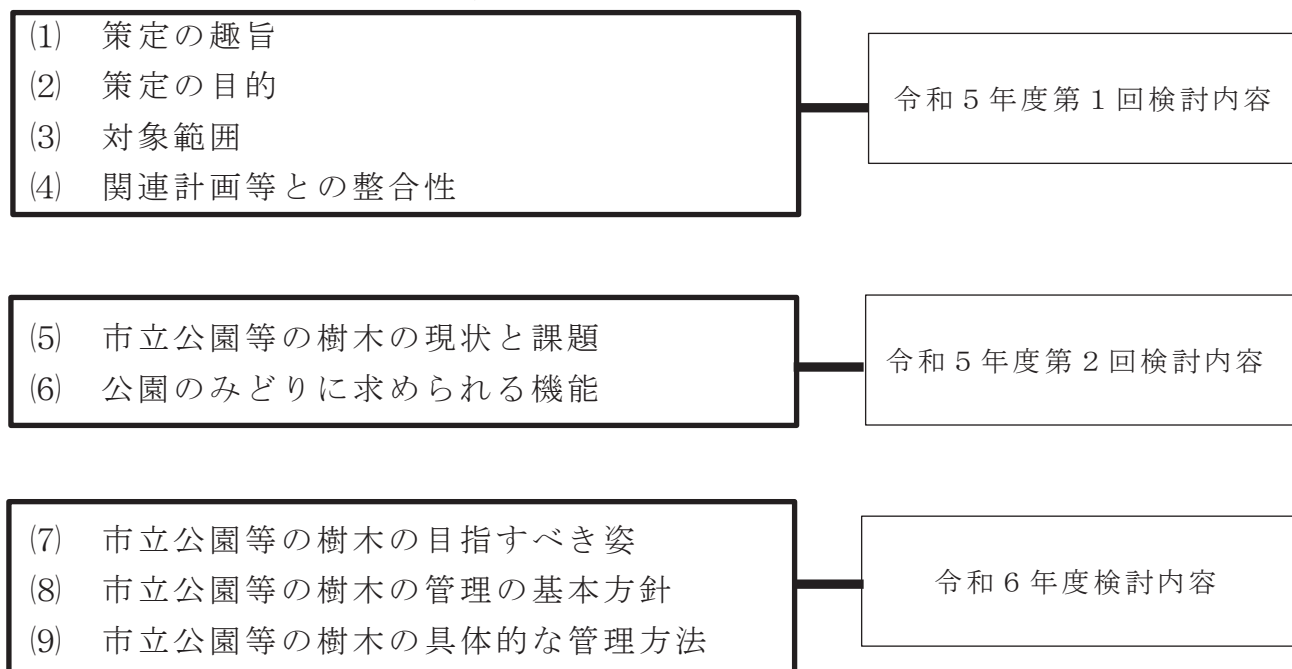 ⑴ 策定の趣旨
⑵ 策定の目的
⑶ 対象範囲
⑷ 関連計画等との整合性
令和５年度第１回検討内容
⑸ 市立公園等の樹木の現状と課題
⑹ 公園のみどりに求められる機能
令和５年度第２回検討内容
⑺ 市立公園等の樹木の目指すべき姿
⑻ 市立公園等の樹木の管理の基本方針
⑼ 市立公園等の樹木の具体的な管理方法
令和６年度検討内容